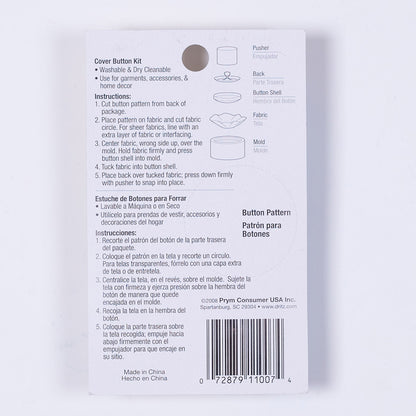 Cover Button Kit
• Washable & Dry Cleanable
• Use for garments, accessories, &
home decor
Instructions:
1. Cut button pattern from back of
package.
2. Place pattern on fabric and cut fabric
circle. For sheer fabrics, line with an
extra layer of fabric or interfacing.
3. Center fabric, wrong side up, over the
mold. Hold fabric firmly and press
button shell into mold.
4. Tuck fabric into button shell.
5. Place back over tucked fabric; press down firmly
with pusher to snap into place.
Estuche de Botones para Forrar
• Lavable a Máquina o en Seco
• Utilícelo para prendas de vestir, accesorios y
decoraciones del hogar
Instrucciones:
1. Recorte el patrón del botón de la parte trasera
del paquete.
2. Coloque el patrón en la tela y recorte un círculo.
Para telas transparentes, fórrelo con una capa extra
de tela o de entretela.
3. Centralice la tela, en el revés, sobre el molde. Sujete la
tela con firmeza y ejerza presión sobre la hembra del
botón de manera que quede
encajada en el molde.
4. Recoja la tela en la hembra del
botón.
5. Coloque la parte trasera sobre
la tela recogida; empuje hacia
abajo firmemente con el
empujador para que encaje en
su sitio.
Made in China
Hecho en China
Pusher
Empujador
Back
Parte Trasera
Button Shell
Hembra del Botón
Fabric
Tela
Mold
Molde
Button Pattern
Patrón para
Botones
©2008 Prym Consumer USA Inc.
Spartanburg, SC 29304 • www.dritz.com
0 72879 11007 4